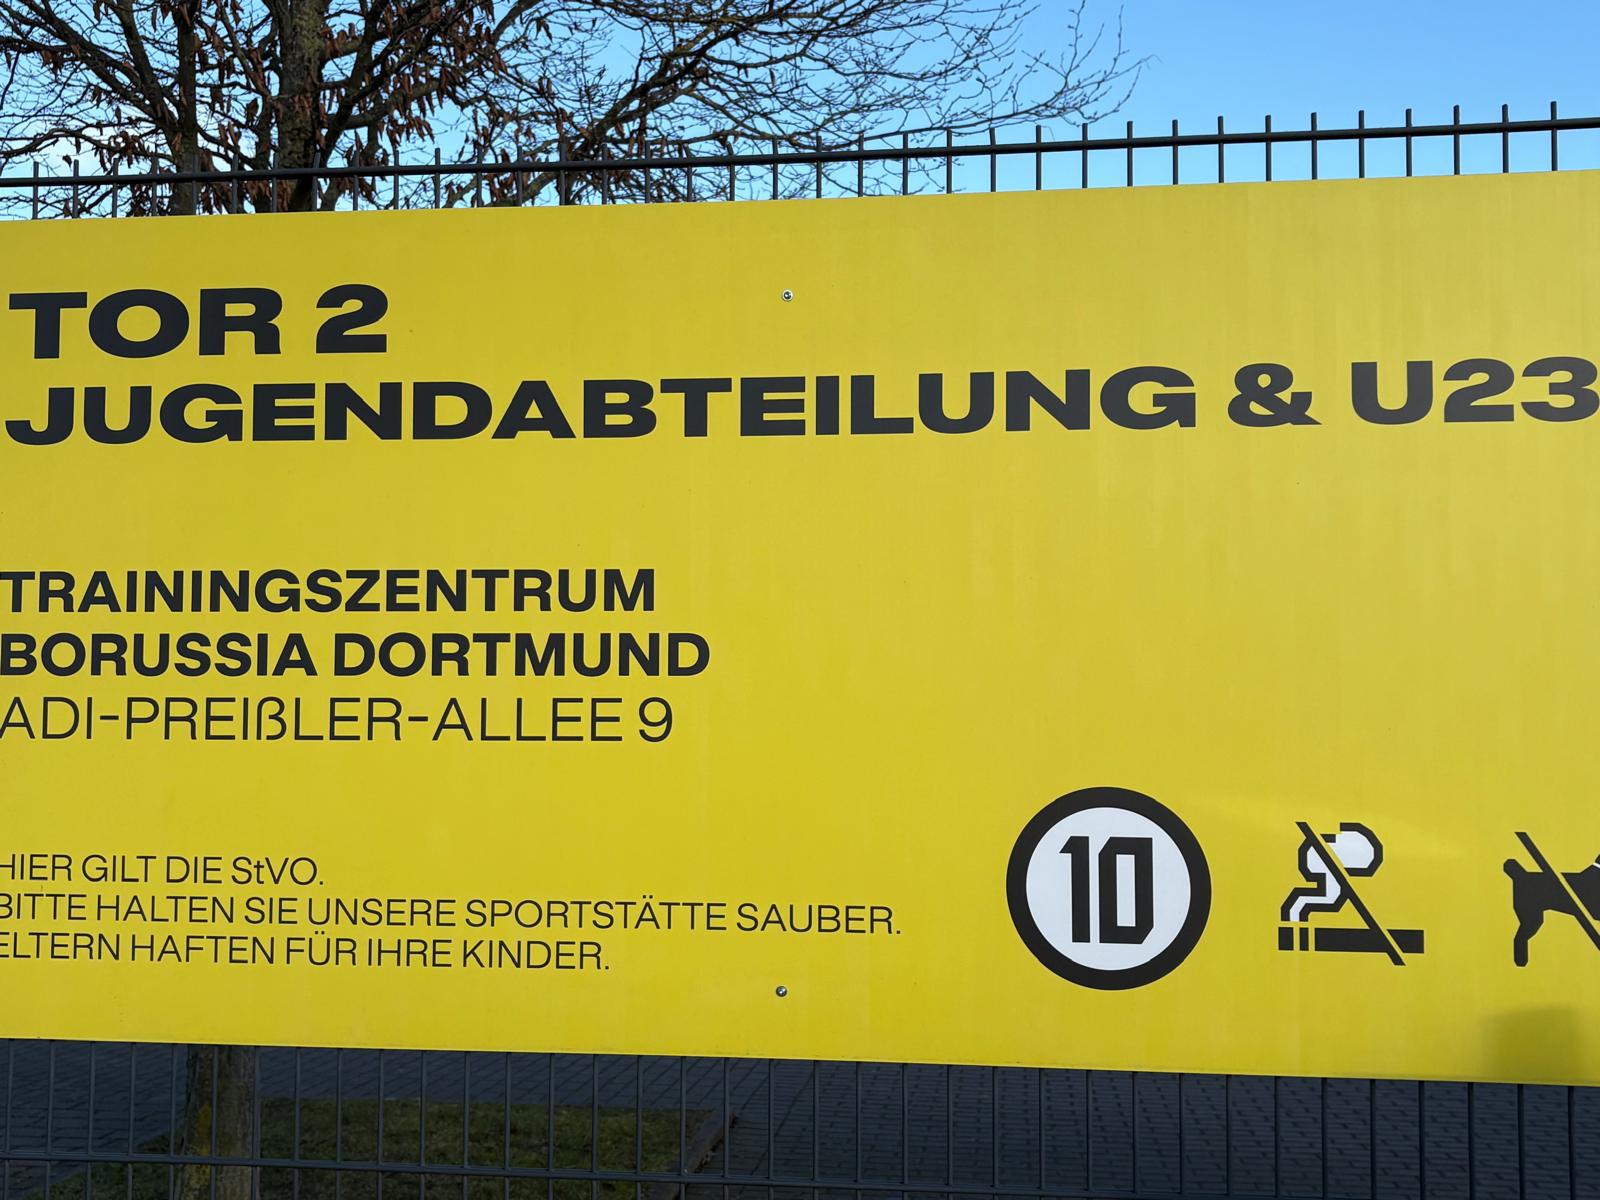 TOR 2
JUGENDABTEILUNG & U23
TRAININGSZENTRUM
BORUSSIA DORTMUND
ADI-PREIßLER-ALLEE 9
HIER GILT DIE StVO.
BITTE HALTEN SIE UNSERE SPORTSTÄTTE SAUBER.
ELTERN HAFTEN FÜR IHRE KINDER.
10